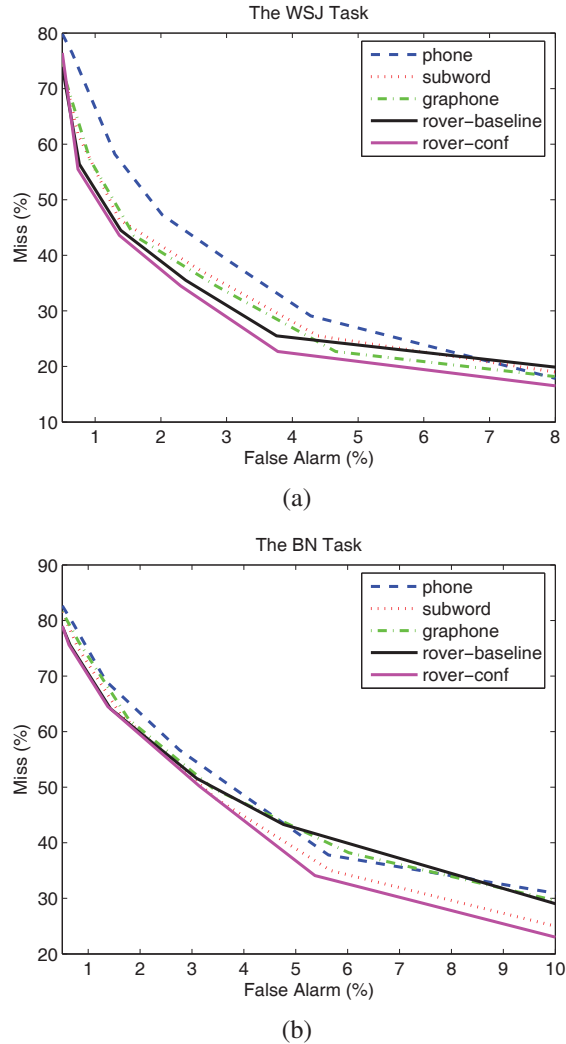 The WSJ Task
80
70
60
50
40
30
20
10
Miss (%)
phone
subword
graphone
rover-baseline
rover-conf
1 2 3 4 5 6 7 8
False Alarm (%)
(a)
The BN Task
90
80
70
60
50
40
30
20
Miss (%)
phone
subword
graphone
rover-baseline
rover-conf
1 2 3 4 5 6 7 8 9 10
False Alarm (%)
(b)